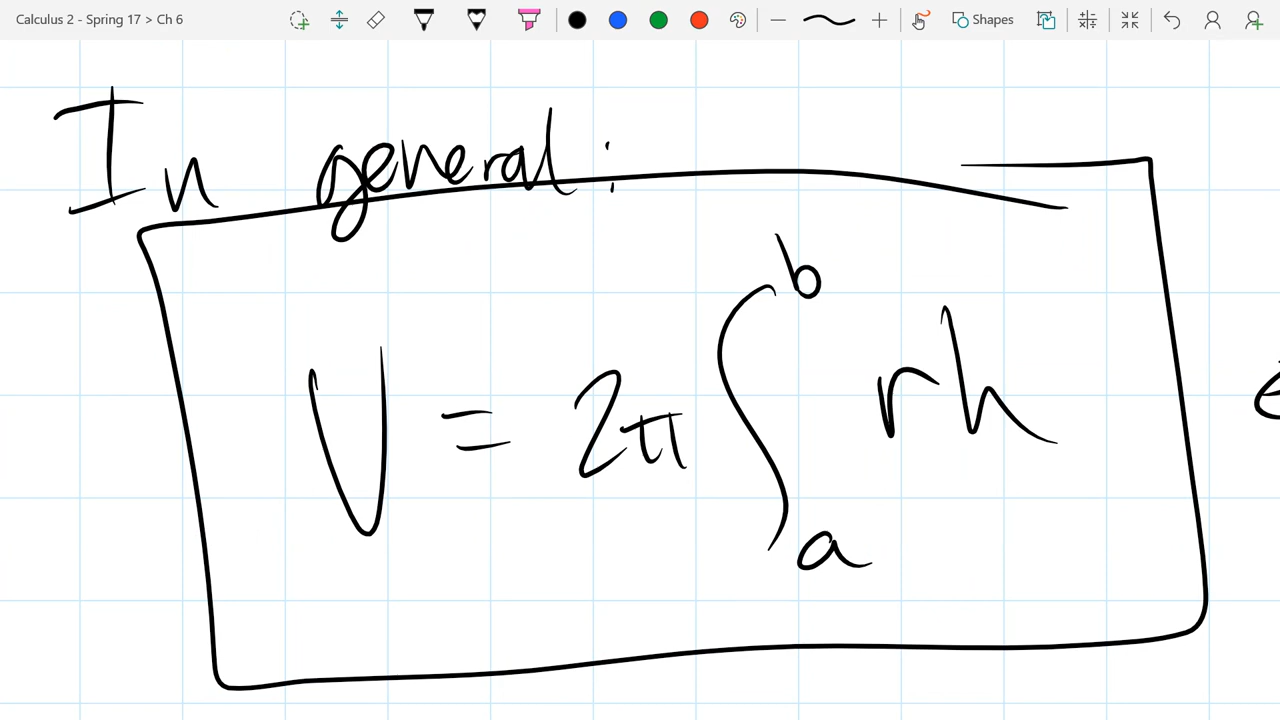 Calculus 2 - Spring 17 > Ch 6
Shapes
In general:
V = 2π ∫_a^b rh